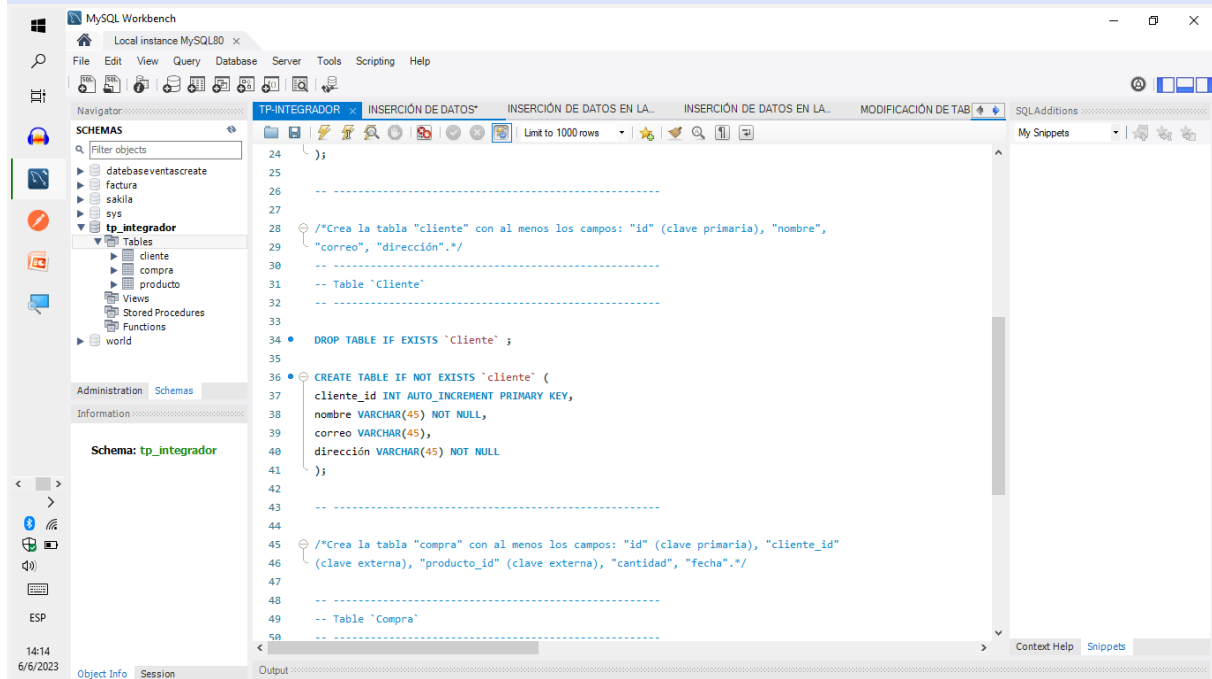 MySQL Workbench
Local instance MySQL80
File Edit View Query Database Server Tools Scripting Help
Navigator
SCHEMAS
Filter objects
datebaseventascreate
factura
sakila
sys
tp_integrador
Tables
cliente
compra
producto
Views
Stored Procedures
Functions
world
Administration Schemas
Information
Schema: tp_integrador
Object Info Session
TP-INTEGRADOR INSERCIÓN DE DATOS* INSERCIÓN DE DATOS EN LA... INSERCIÓN DE DATOS EN LA... MODIFICACIÓN DE TAB
Limit to 1000 rows
24 );
25
26 -- ----------------------------------------------------
27
28 /*Crea la tabla "cliente" con al menos los campos: "id" (clave primaria), "nombre",
29 "correo", "dirección".*/
30 -- ----------------------------------------------------
31 -- Table `Cliente`
32 -- ----------------------------------------------------
33
34 DROP TABLE IF EXISTS `Cliente` ;
35
36 CREATE TABLE IF NOT EXISTS `cliente` (
37 cliente_id INT AUTO_INCREMENT PRIMARY KEY,
38 nombre VARCHAR(45) NOT NULL,
39 correo VARCHAR(45),
40 dirección VARCHAR(45) NOT NULL
41 );
42
43 -- ----------------------------------------------------
44
45 /*Crea la tabla "compra" con al menos los campos: "id" (clave primaria), "cliente_id"
46 (clave externa), "producto_id" (clave externa), "cantidad", "fecha".*/
47
48 -- ----------------------------------------------------
49 -- Table `Compra`
50 -- ----------------------------------------------------
Output
SQLAdditions
My Snippets
Context Help Snippets
ESP
14:14
6/6/2023